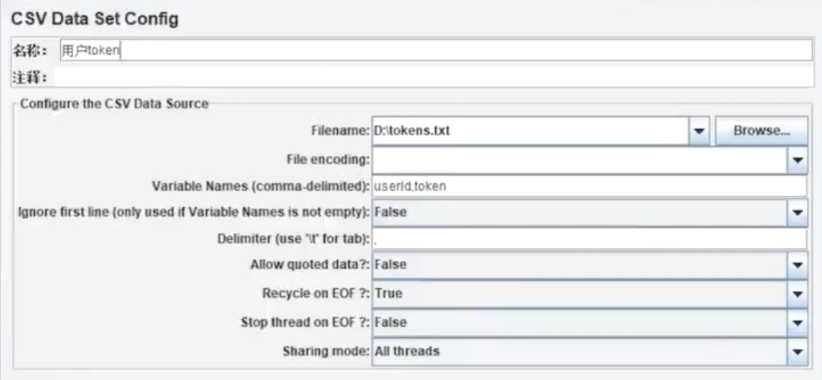 CSV Data Set Config
名称： 用户token
注释：
Configure the CSV Data Source
Filename: D:\tokens.txt Browse...
File encoding:
Variable Names (comma-delimited): userId,token
Ignore first line (only used if Variable Names is not empty): False
Delimiter (use '\t' for tab): ,
Allow quoted data?: False
Recycle on EOF ?: True
Stop thread on EOF ?: False
Sharing mode: All threads